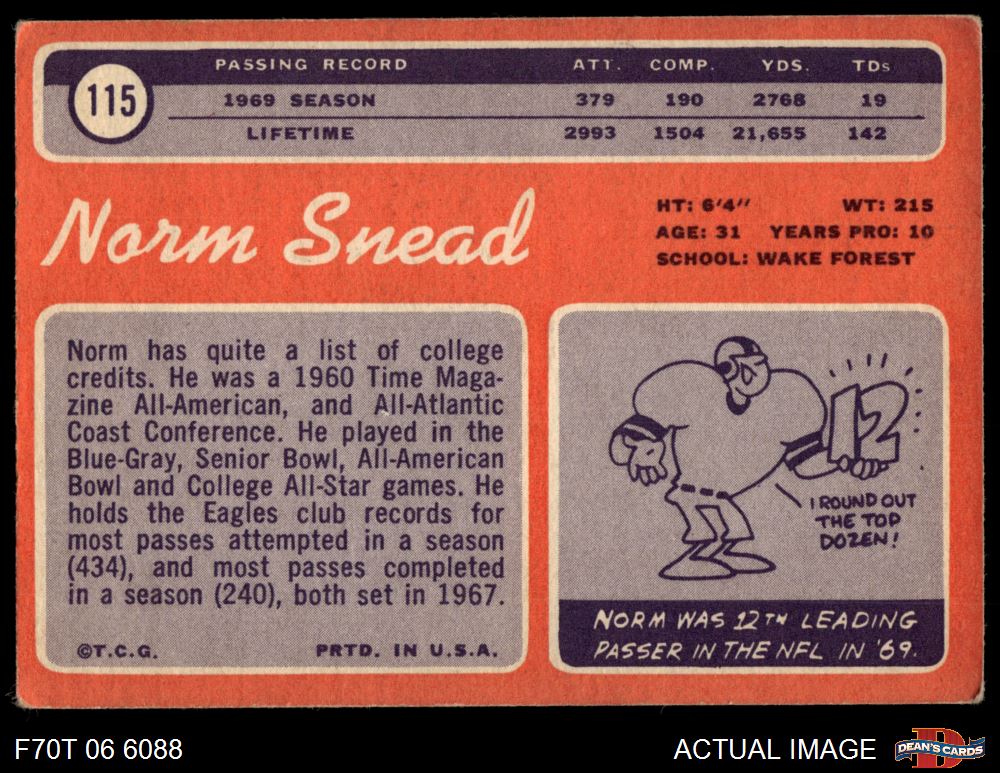 115
PASSING RECORD ATT. COMP. YDS. TDs
1969 SEASON 379 190 2768 19
LIFETIME 2993 1504 21,655 142
Norm Snead
HT: 6'4" WT: 215
AGE: 31 YEARS PRO: 10
SCHOOL: WAKE FOREST
Norm has quite a list of college
credits. He was a 1960 Time Maga-
zine All-American, and All-Atlantic
Coast Conference. He played in the
Blue-Gray, Senior Bowl, All-American
Bowl and College All-Star games. He
holds the Eagles club records for
most passes attempted in a season
(434), and most passes completed
in a season (240), both set in 1967.
©T.C.G. PRTD. IN U.S.A.
12
I ROUND OUT
THE TOP
DOZEN!
NORM WAS 12TH LEADING
PASSER IN THE NFL IN '69.
F70T 06 6088
ACTUAL IMAGE
D
DEAN'S CARDS